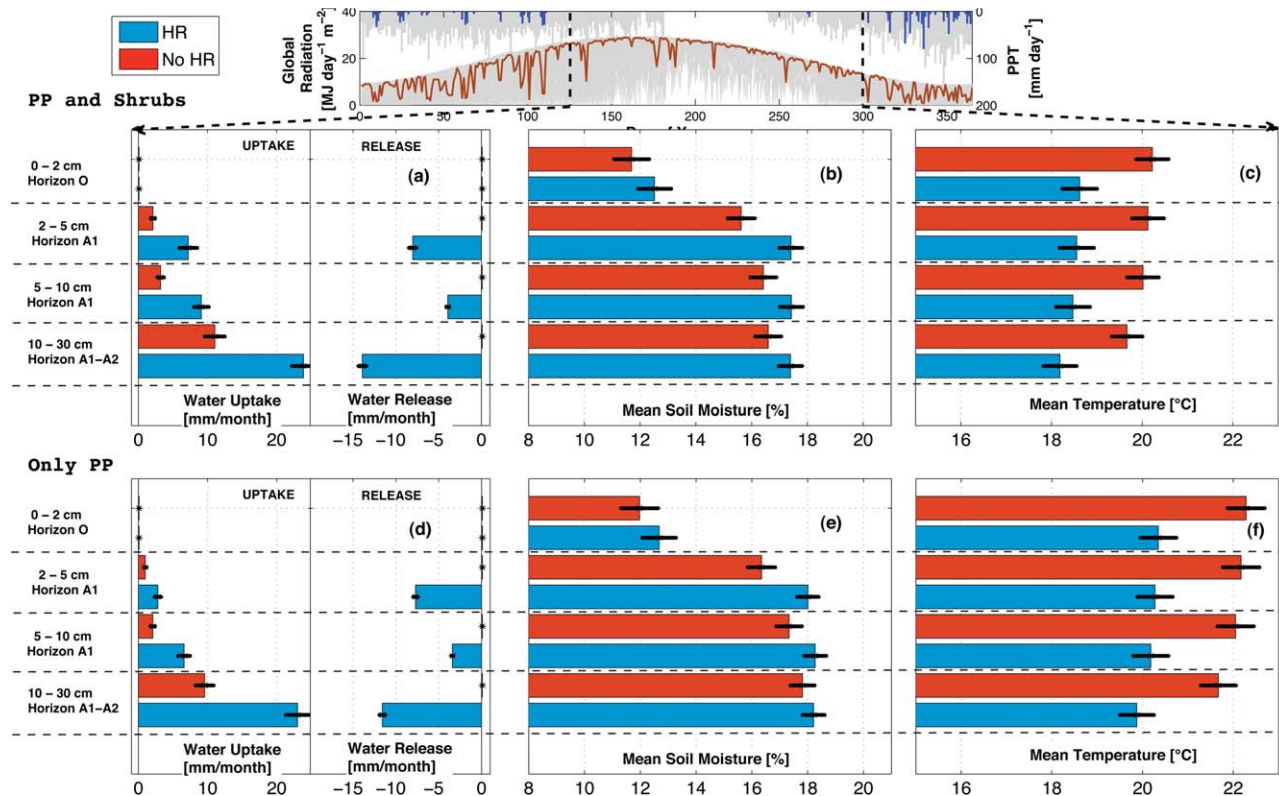 HR
No HR
40
20
0
Global
Radiation
[MJ day⁻¹ m⁻²]
0
100
200
PPT
[mm day⁻¹]
0 50 100 150 200 250 300 350
PP and Shrubs
UPTAKE RELEASE
(a) (b) (c)
0 – 2 cm
Horizon O
2 – 5 cm
Horizon A1
5 – 10 cm
Horizon A1
10 – 30 cm
Horizon A1–A2
Water Uptake
[mm/month]
Water Release
[mm/month]
Mean Soil Moisture [%]
Mean Temperature [°C]
0 10 20 −15 −10 −5 0 8 10 12 14 16 18 20 16 18 20 22
Only PP
UPTAKE RELEASE
(d) (e) (f)
0 – 2 cm
Horizon O
2 – 5 cm
Horizon A1
5 – 10 cm
Horizon A1
10 – 30 cm
Horizon A1–A2
Water Uptake
[mm/month]
Water Release
[mm/month]
Mean Soil Moisture [%]
Mean Temperature [°C]
0 10 20 −15 −10 −5 0 8 10 12 14 16 18 20 16 18 20 22